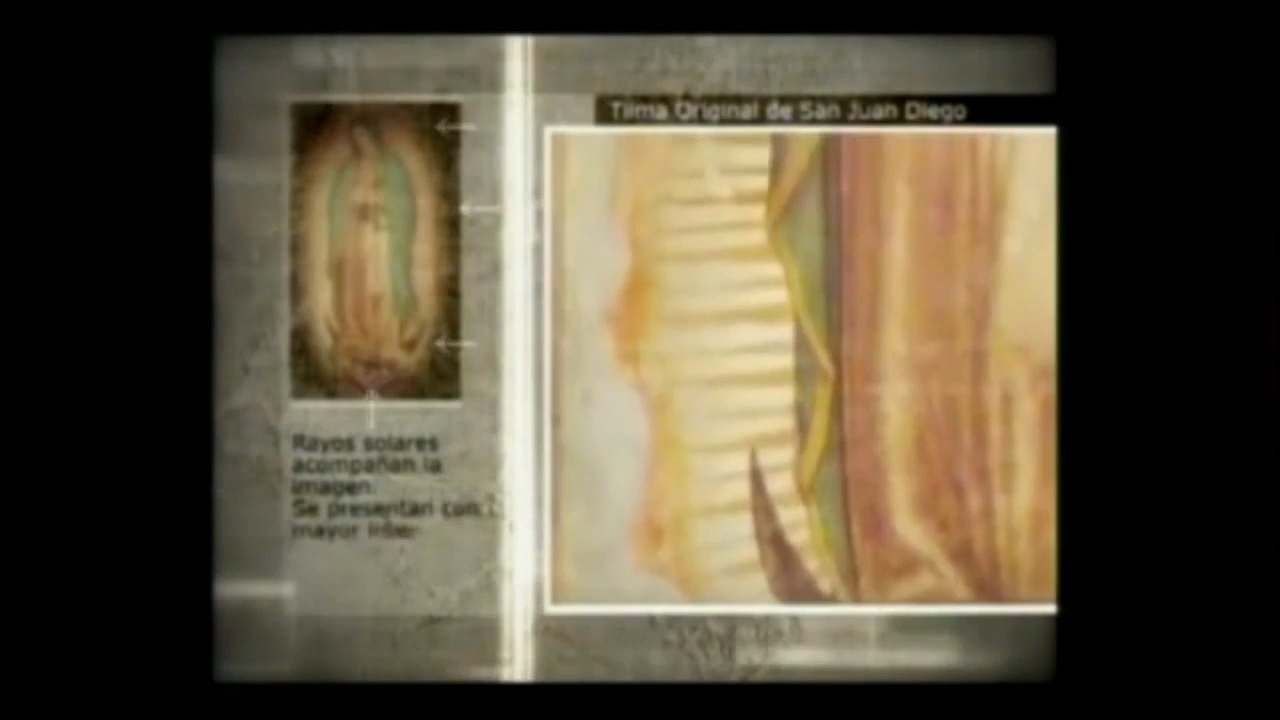 Tilma Original de San Juan Diego
Rayos solares
acompañan la
imagen.
Se presentan con
mayor